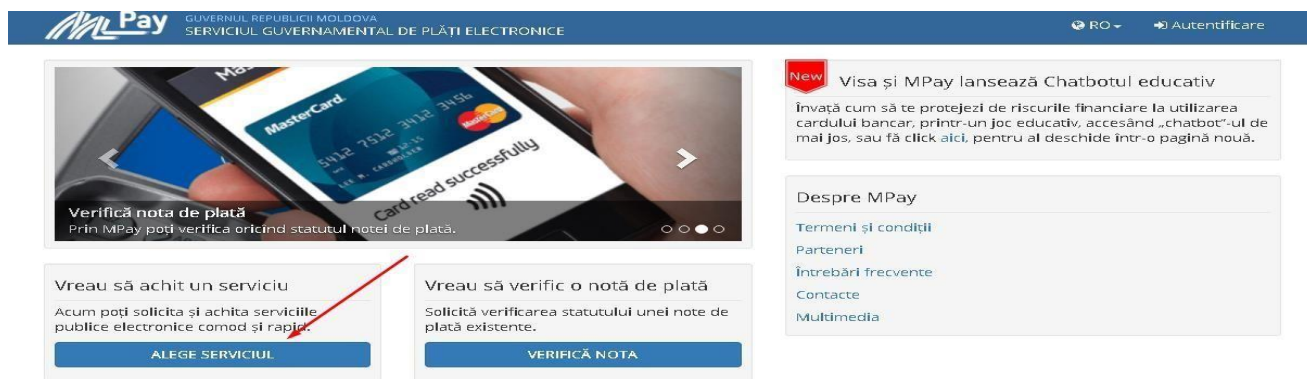 MPay
GUVERNUL REPUBLICII MOLDOVA
SERVICIUL GUVERNAMENTAL DE PLĂȚI ELECTRONICE
RO
Autentificare
MasterCard
5412 7512 3412 3456
MasterCard
CARDHOLDER
Card read successfully
Verifică nota de plată
Prin MPay poți verifica oricînd statutul notei de plată.
Vreau să achit un serviciu
Acum poți solicita și achita serviciile
publice electronice comod și rapid.
ALEGE SERVICIUL
Vreau să verific o notă de plată
Solicită verificarea statutului unei note de
plată existente.
VERIFICĂ NOTA
New
Visa și MPay lansează Chatbotul educativ
Învață cum să te protejezi de riscurile financiare la utilizarea
cardului bancar, printr-un joc educativ, accesând „chatbot"-ul de
mai jos, sau fă click aici, pentru al deschide într-o pagină nouă.
Despre MPay
Termeni și condiții
Parteneri
Întrebări frecvente
Contacte
Multimedia